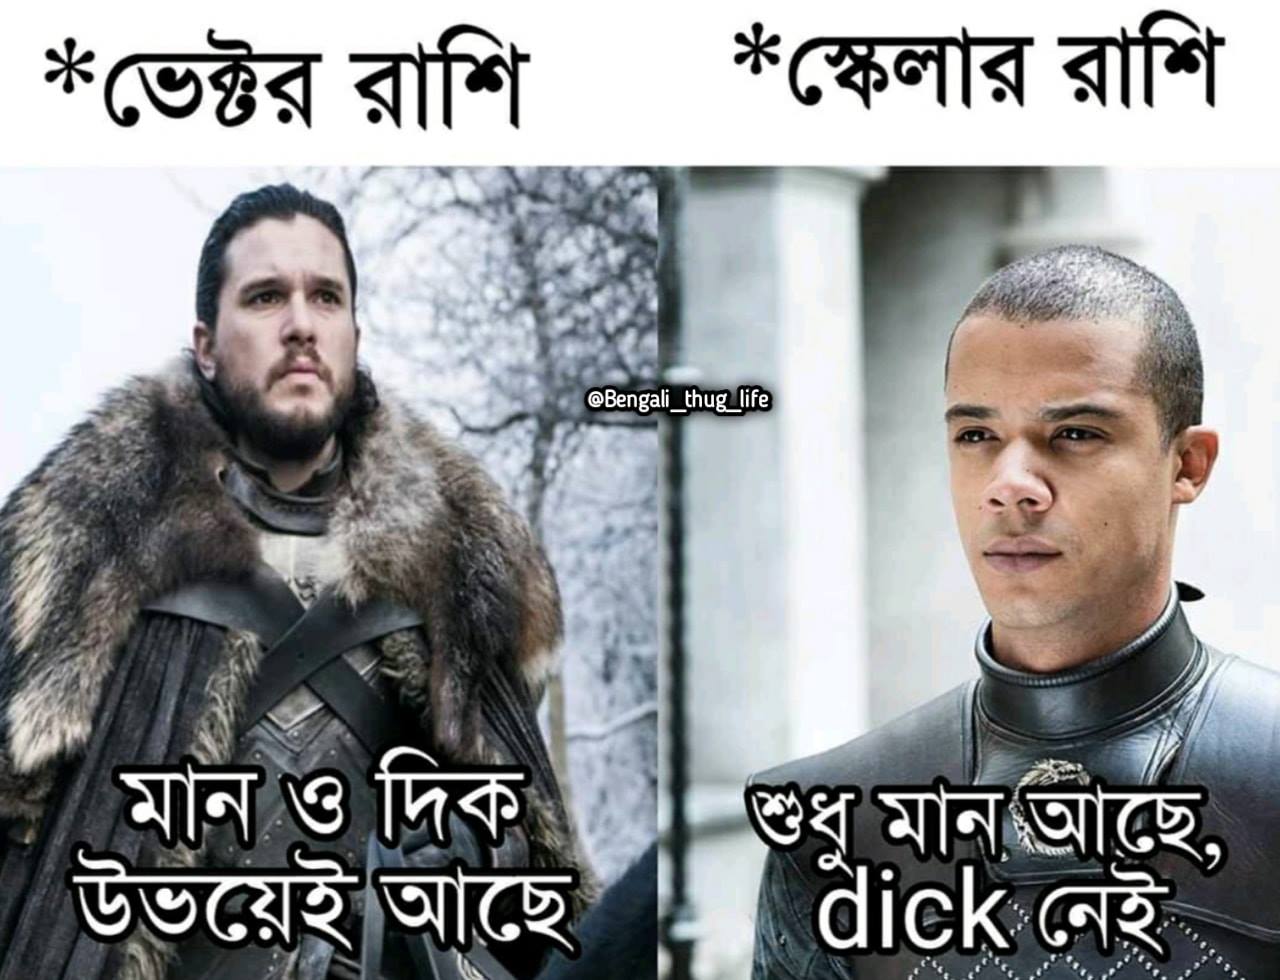 *ভেক্টর রাশি
*স্কেলার রাশি
@Bengali_thug_life
মান ও দিক
উভয়েই আছে
শুধু মান আছে,
dick নেই